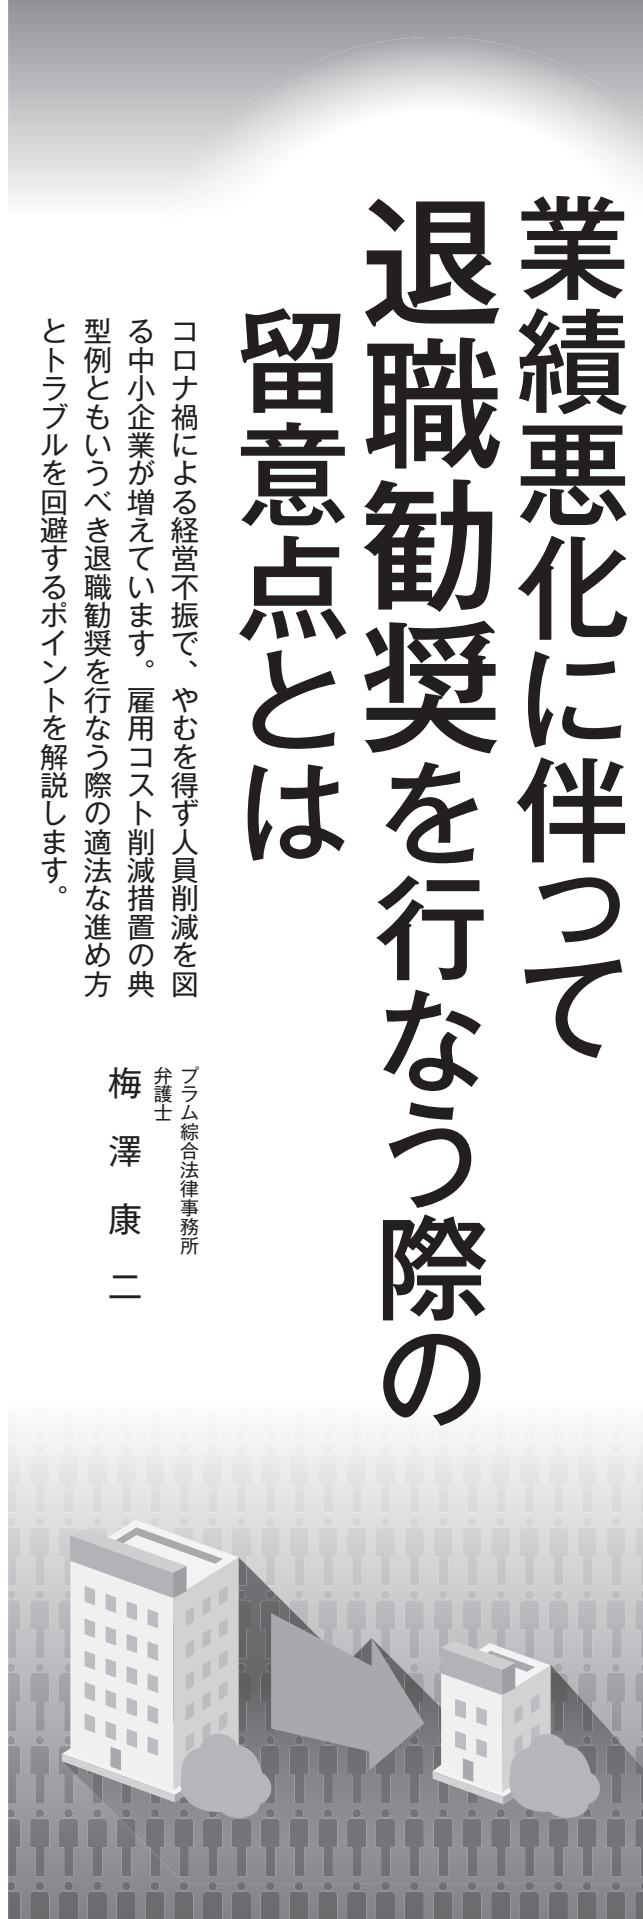 業績悪化に伴って
退職勧奨を行なう際の
留意点とは
コロナ禍による経営不振で、やむを得ず人員削減を図
る中小企業が増えています。雇用コスト削減措置の典
型例ともいうべき退職勧奨を行なう際の適法な進め方
とトラブルを回避するポイントを解説します。
プラム綜合法律事務所
弁護士
梅澤康二